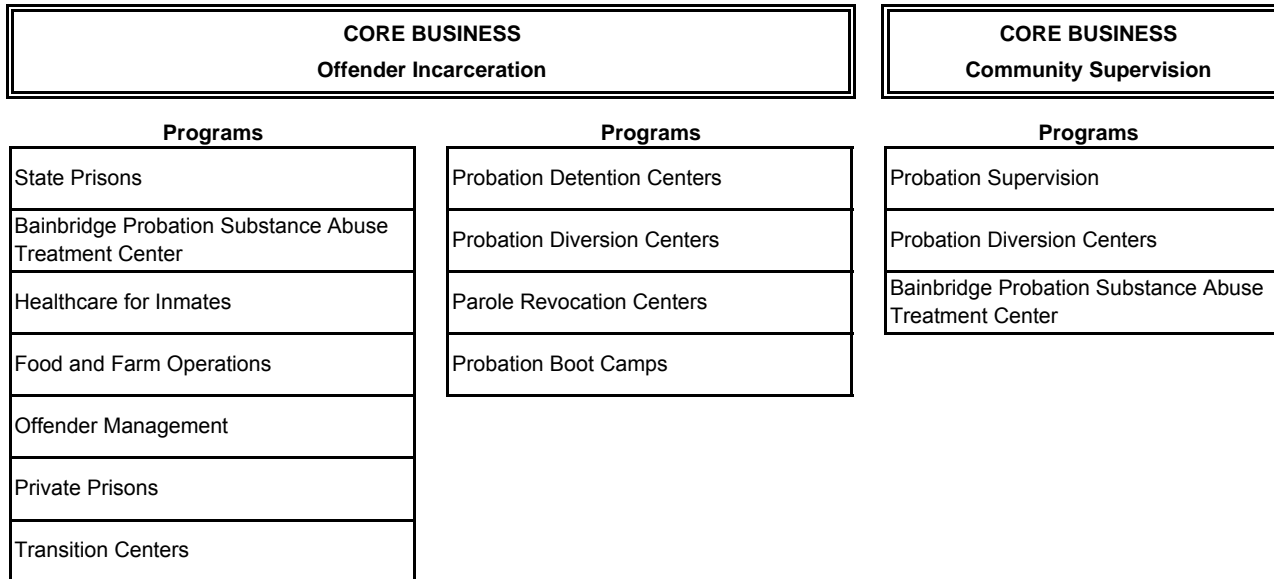 CORE BUSINESS
Offender Incarceration
CORE BUSINESS
Community Supervision
Programs
State Prisons
Bainbridge Probation Substance Abuse
Treatment Center
Healthcare for Inmates
Food and Farm Operations
Offender Management
Private Prisons
Transition Centers
Programs
Probation Detention Centers
Probation Diversion Centers
Parole Revocation Centers
Probation Boot Camps
Programs
Probation Supervision
Probation Diversion Centers
Bainbridge Probation Substance Abuse
Treatment Center